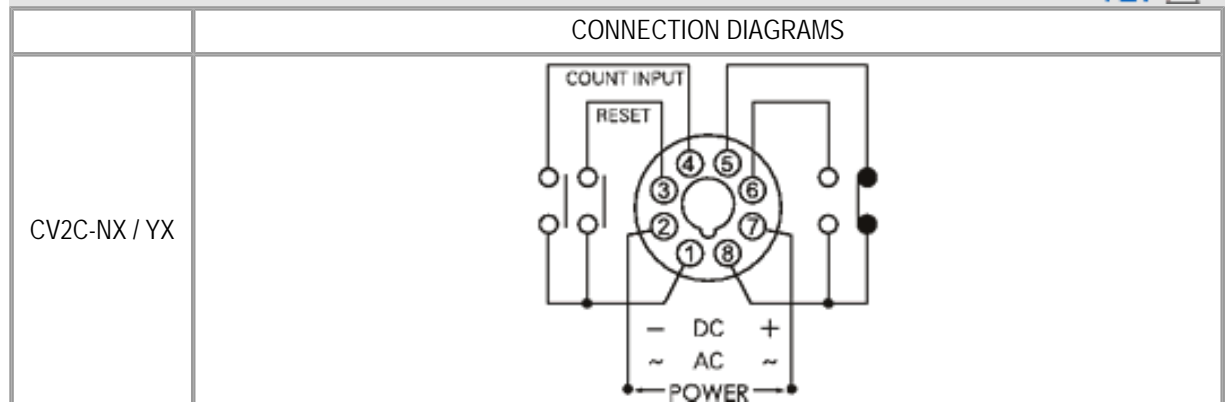 CONNECTION DIAGRAMS
CV2C-NX / YX
COUNT INPUT
RESET
4 5
3 6
2 7
1 8
− DC +
~ AC ~
POWER